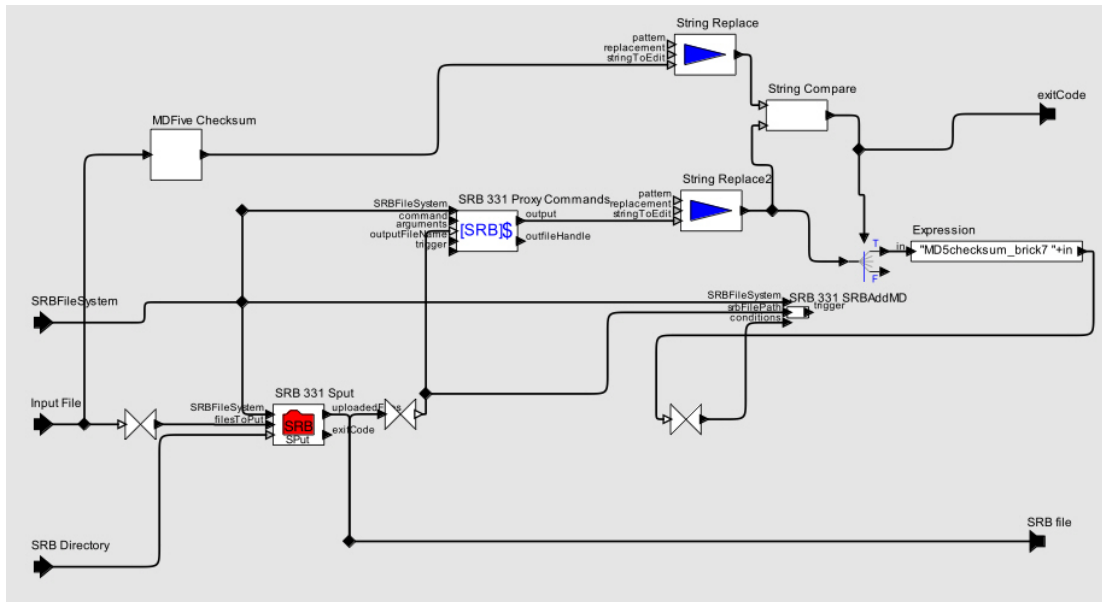 String Replace
pattern
replacement
stringToEdit
String Compare
exitCode
MDFive Checksum
String Replace2
SRB 331 Proxy Commands
pattern
replacement
stringToEdit
SRBFileSystem
command
arguments
outputFileName
trigger
[SRB]$
output
outfileHandle
T
F
Expression
in
"MD5checksum_brick7 "+in
SRBFileSystem
SRBFileSystem
srbFilePath
conditions
SRB 331 SRBAddMD
trigger
SRB 331 Sput
Input File
SRBFileSystem
filesToPut
SRB
SPut
exitCode
SRB file
SRB Directory